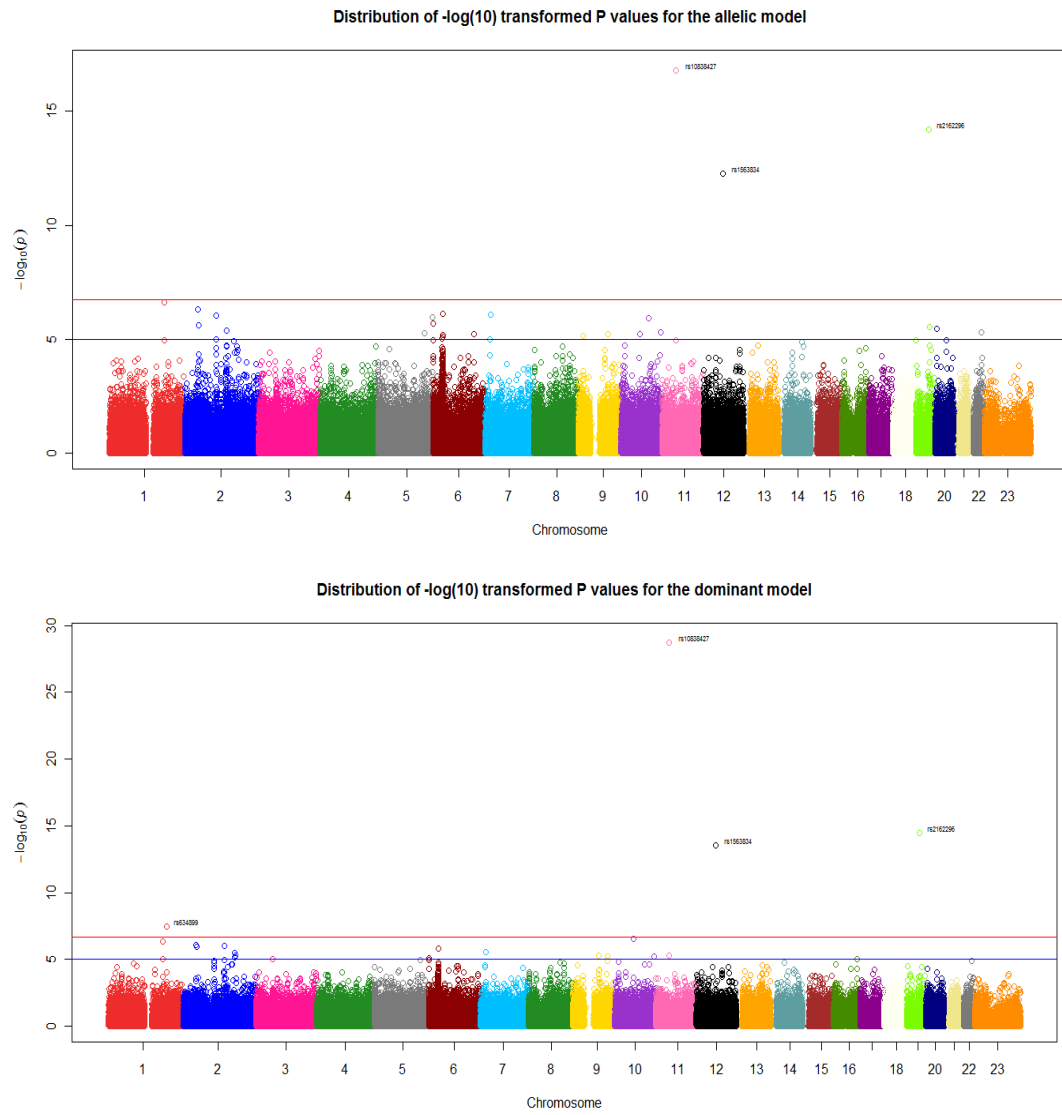 Distribution of -log(10) transformed P values for the allelic model
15
10
5
0
−log₁₀(p)
rs10838427
rs2162296
rs1563834
1 2 3 4 5 6 7 8 9 10 11 12 13 14 15 16 18 20 22 23
Chromosome
Distribution of -log(10) transformed P values for the dominant model
30
25
20
15
10
5
0
−log₁₀(p)
rs10838427
rs2162296
rs1563834
rs634899
1 2 3 4 5 6 7 8 9 10 11 12 13 14 15 16 18 20 22 23
Chromosome